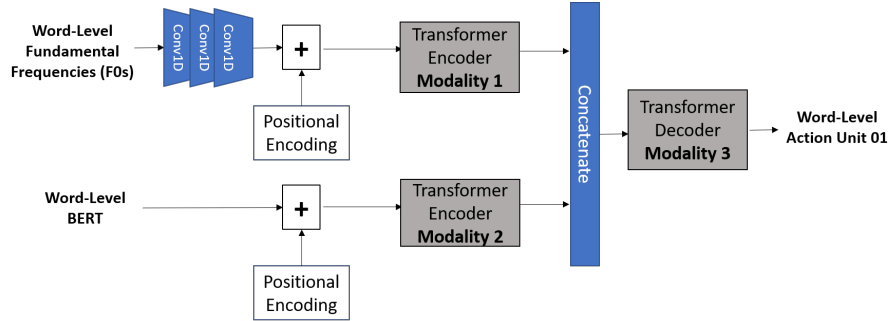 Word-Level
Fundamental
Frequencies (F0s)
Conv1D
Conv1D
Conv1D
+
Positional
Encoding
Transformer
Encoder
Modality 1
Word-Level
BERT
+
Positional
Encoding
Transformer
Encoder
Modality 2
Concatenate
Transformer
Decoder
Modality 3
Word-Level
Action Unit 01